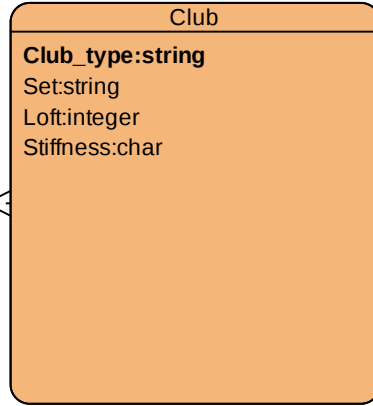 Club
Club_type:string
Set:string
Loft:integer
Stiffness:char